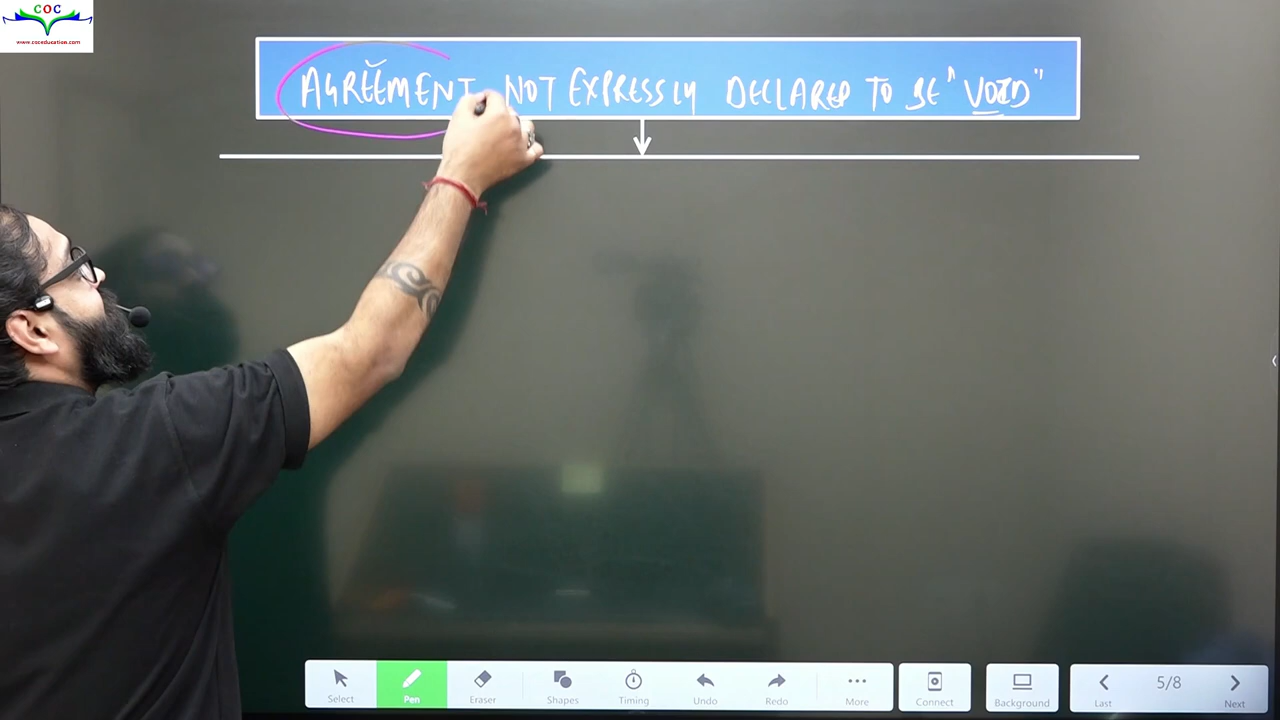 COC
www.coceducation.com
AGREEMENT NOT EXPRESSLY DECLARED TO BE "VOID"
Select
Pen
Eraser
Shapes
Timing
Undo
Redo
More
Connect
Background
Last
5/8
Next